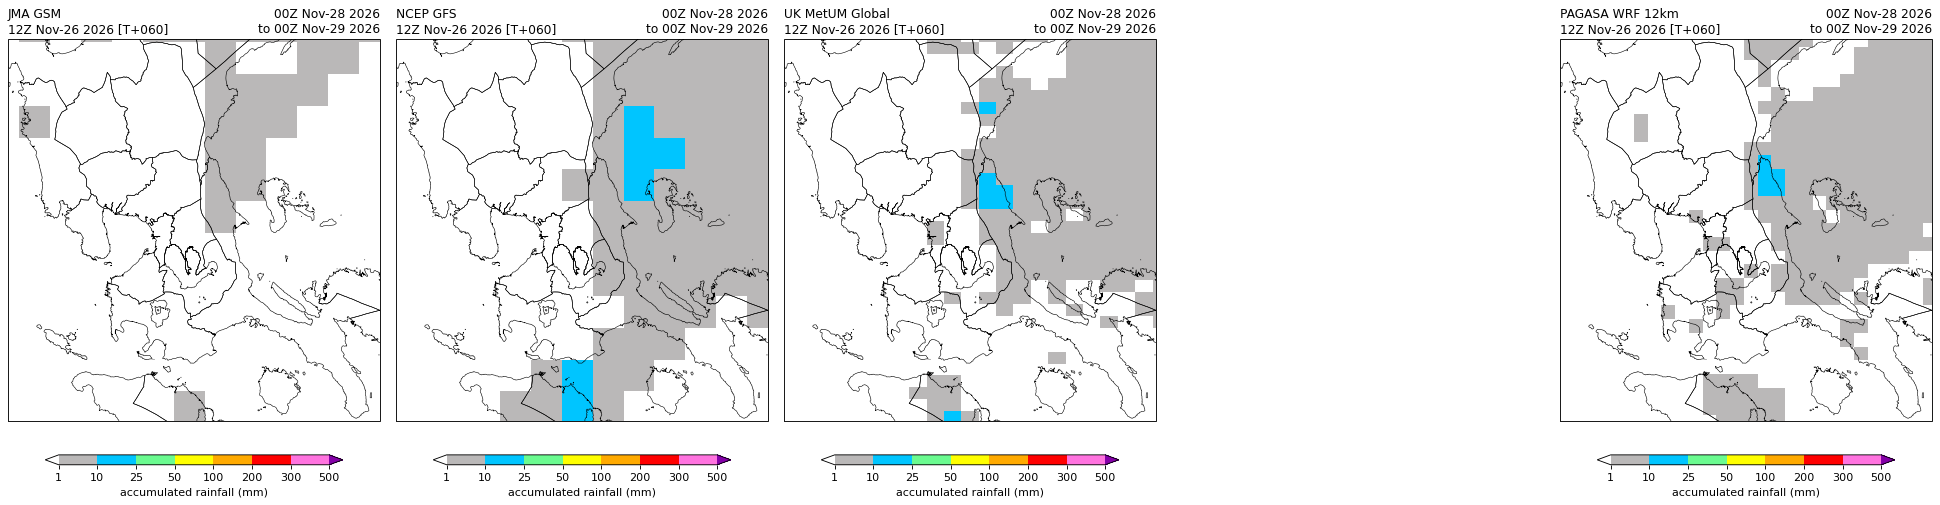 JMA GSM
00Z Nov-28 2026
12Z Nov-26 2026 [T+060]
to 00Z Nov-29 2026
1 10 25 50 100 200 300 500
accumulated rainfall (mm)
NCEP GFS
00Z Nov-28 2026
12Z Nov-26 2026 [T+060]
to 00Z Nov-29 2026
1 10 25 50 100 200 300 500
accumulated rainfall (mm)
UK MetUM Global
00Z Nov-28 2026
12Z Nov-26 2026 [T+060]
to 00Z Nov-29 2026
1 10 25 50 100 200 300 500
accumulated rainfall (mm)
PAGASA WRF 12km
00Z Nov-28 2026
12Z Nov-26 2026 [T+060]
to 00Z Nov-29 2026
1 10 25 50 100 200 300 500
accumulated rainfall (mm)